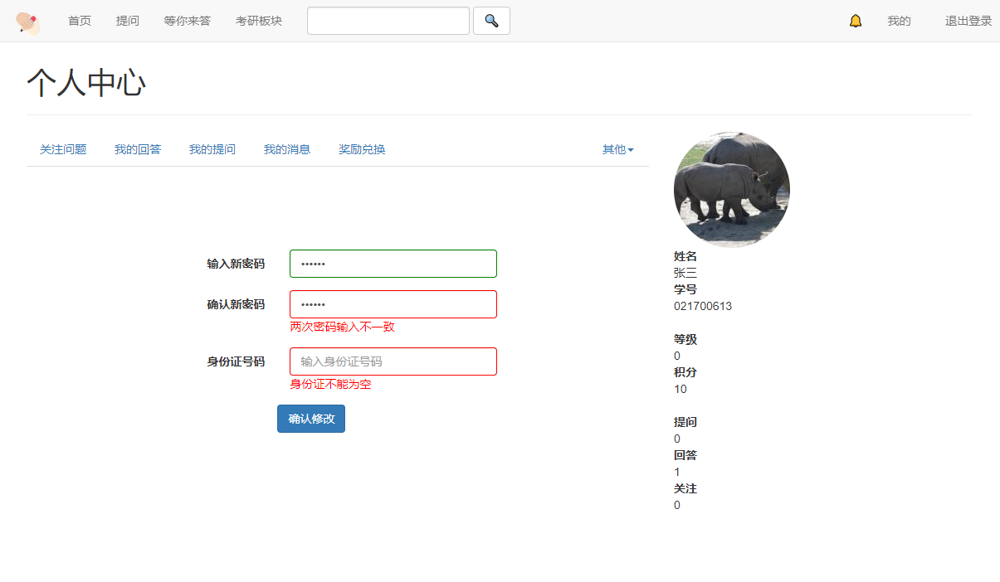 首页 提问 等你来答 考研板块 我的 退出登录
个人中心
关注问题 我的回答 我的提问 我的消息 奖励兑换 其他
输入新密码 ••••••
确认新密码 ••••••
两次密码输入不一致
身份证号码 输入身份证号码
身份证不能为空
确认修改
姓名
张三
学号
021700613
等级
0
积分
10
提问
0
回答
1
关注
0